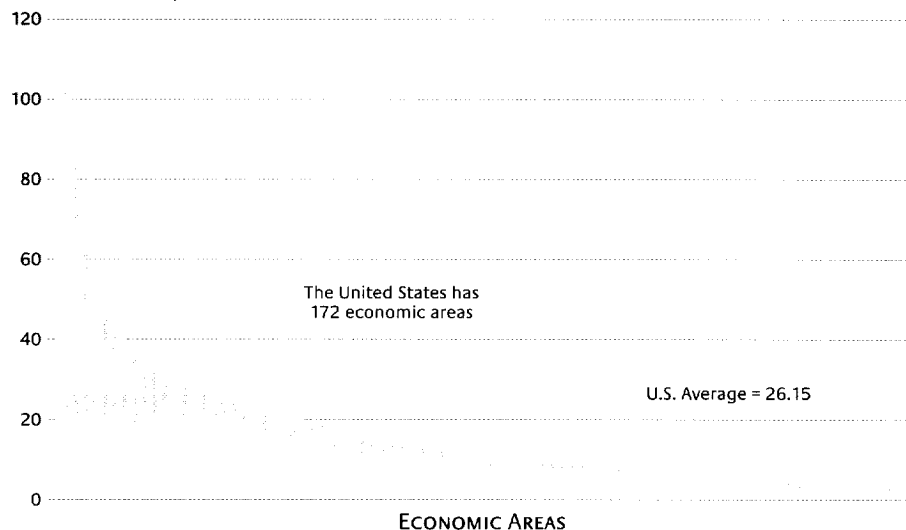 120
100
80
60
The United States has
172 economic areas
40
U.S. Average = 26.15
20
0
ECONOMIC AREAS